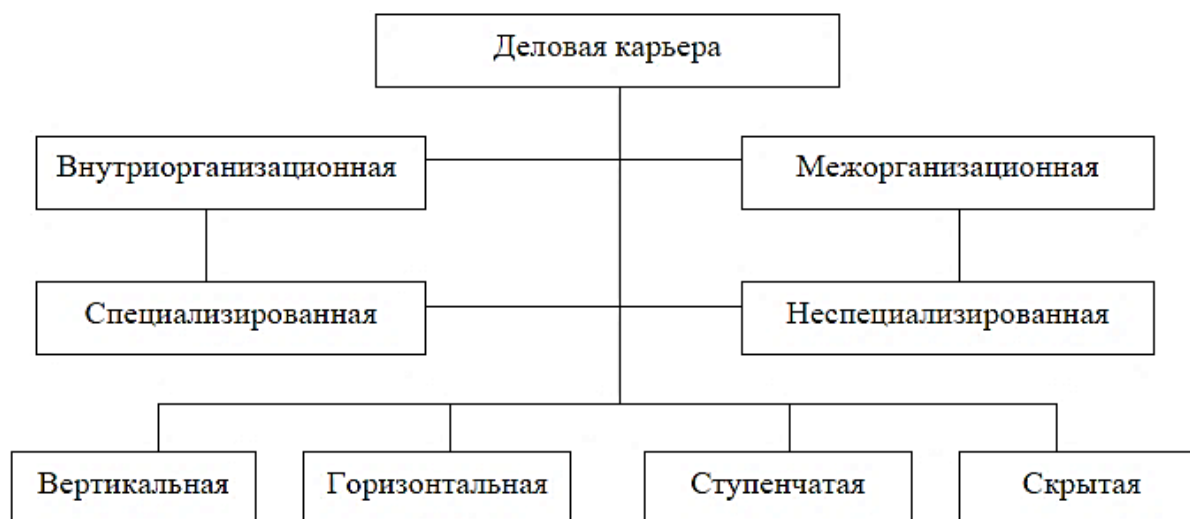 Деловая карьера
Внутриорганизационная
Межорганизационная
Специализированная
Неспециализированная
Вертикальная
Горизонтальная
Ступенчатая
Скрытая